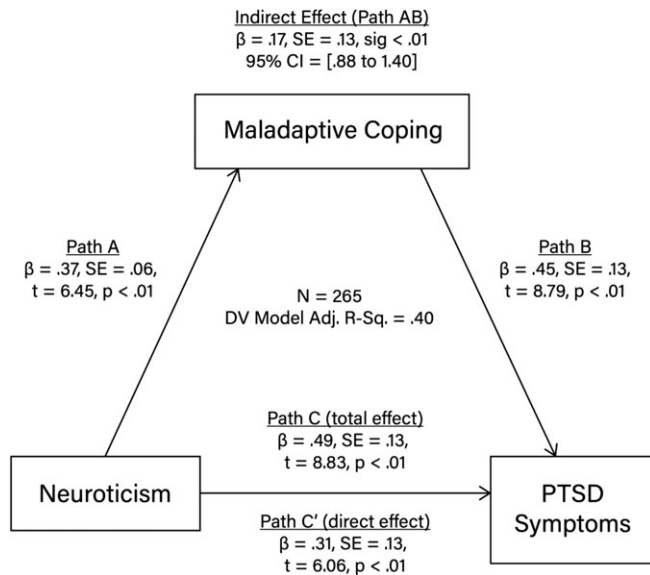 Indirect Effect (Path AB)
β = .17, SE = .13, sig < .01
95% CI = [.88 to 1.40]
Maladaptive Coping
Path A
β = .37, SE = .06,
t = 6.45, p < .01
Path B
β = .45, SE = .13,
t = 8.79, p < .01
N = 265
DV Model Adj. R-Sq. = .40
Path C (total effect)
β = .49, SE = .13,
t = 8.83, p < .01
Neuroticism
PTSD
Symptoms
Path C' (direct effect)
β = .31, SE = .13,
t = 6.06, p < .01